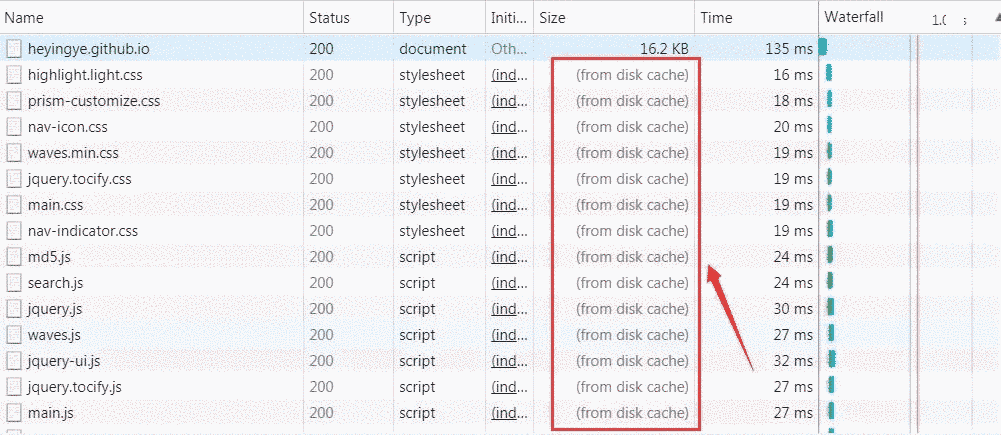 Name Status Type Initi... Size Time Waterfall 1.0 s
heyingye.github.io 200 document Oth... 16.2 KB 135 ms
highlight.light.css 200 stylesheet (ind... (from disk cache) 16 ms
prism-customize.css 200 stylesheet (ind... (from disk cache) 18 ms
nav-icon.css 200 stylesheet (ind... (from disk cache) 20 ms
waves.min.css 200 stylesheet (ind... (from disk cache) 19 ms
jquery.tocify.css 200 stylesheet (ind... (from disk cache) 19 ms
main.css 200 stylesheet (ind... (from disk cache) 19 ms
nav-indicator.css 200 stylesheet (ind... (from disk cache) 19 ms
md5.js 200 script (ind... (from disk cache) 24 ms
search.js 200 script (ind... (from disk cache) 24 ms
jquery.js 200 script (ind... (from disk cache) 30 ms
waves.js 200 script (ind... (from disk cache) 27 ms
jquery-ui.js 200 script (ind... (from disk cache) 32 ms
jquery.tocify.js 200 script (ind... (from disk cache) 27 ms
main.js 200 script (ind... (from disk cache) 27 ms